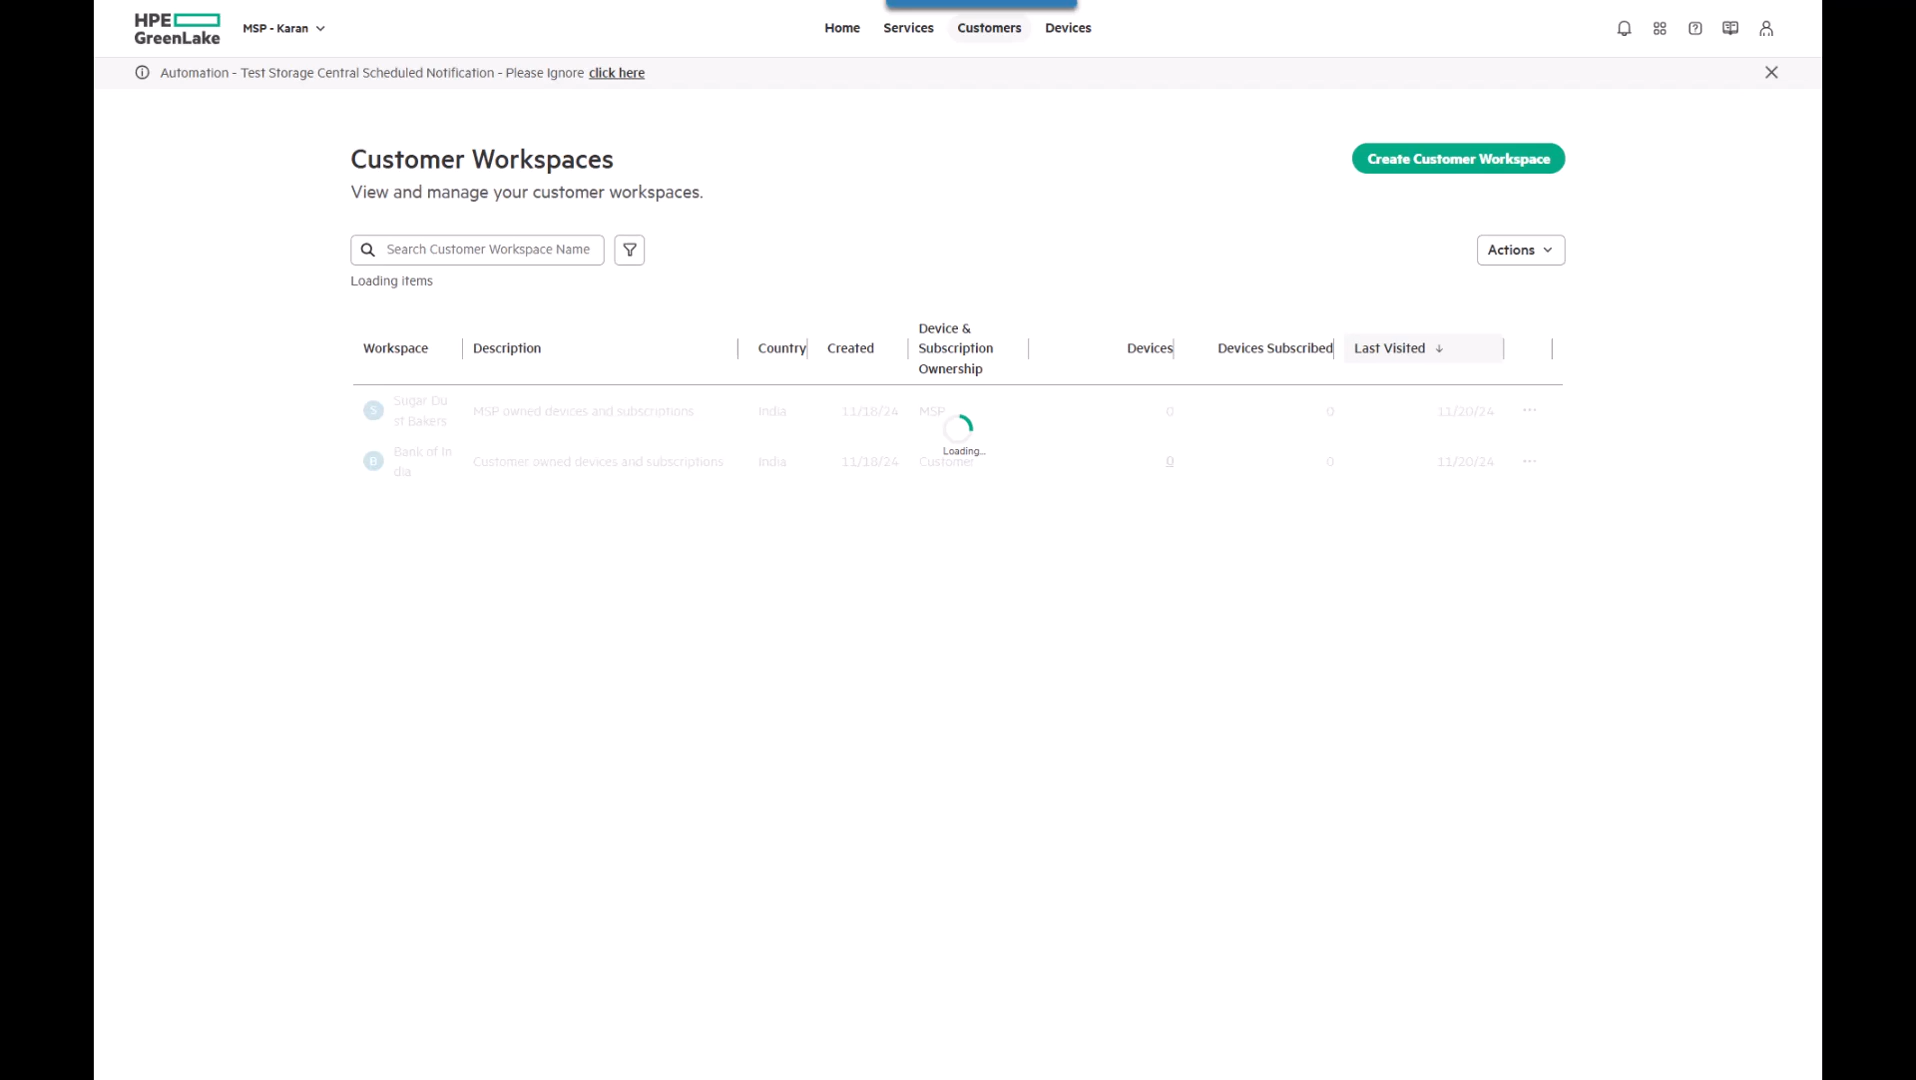 HPE
GreenLake
MSP - Karan
Home
Services
Customers
Devices
Automation - Test Storage Central Scheduled Notification - Please Ignore click here
Customer Workspaces
Create Customer Workspace
View and manage your customer workspaces.
Search Customer Workspace Name
Actions
Loading items
Workspace
Description
Country
Created
Device &
Subscription
Ownership
Devices
Devices Subscribed
Last Visited
S
Sugar Du
st Bakers
MSP owned devices and subscriptions
India
11/18/24
MSP
0
0
11/20/24
Loading...
B
Bank of In
dia
Customer owned devices and subscriptions
India
11/18/24
Customer
0
0
11/20/24